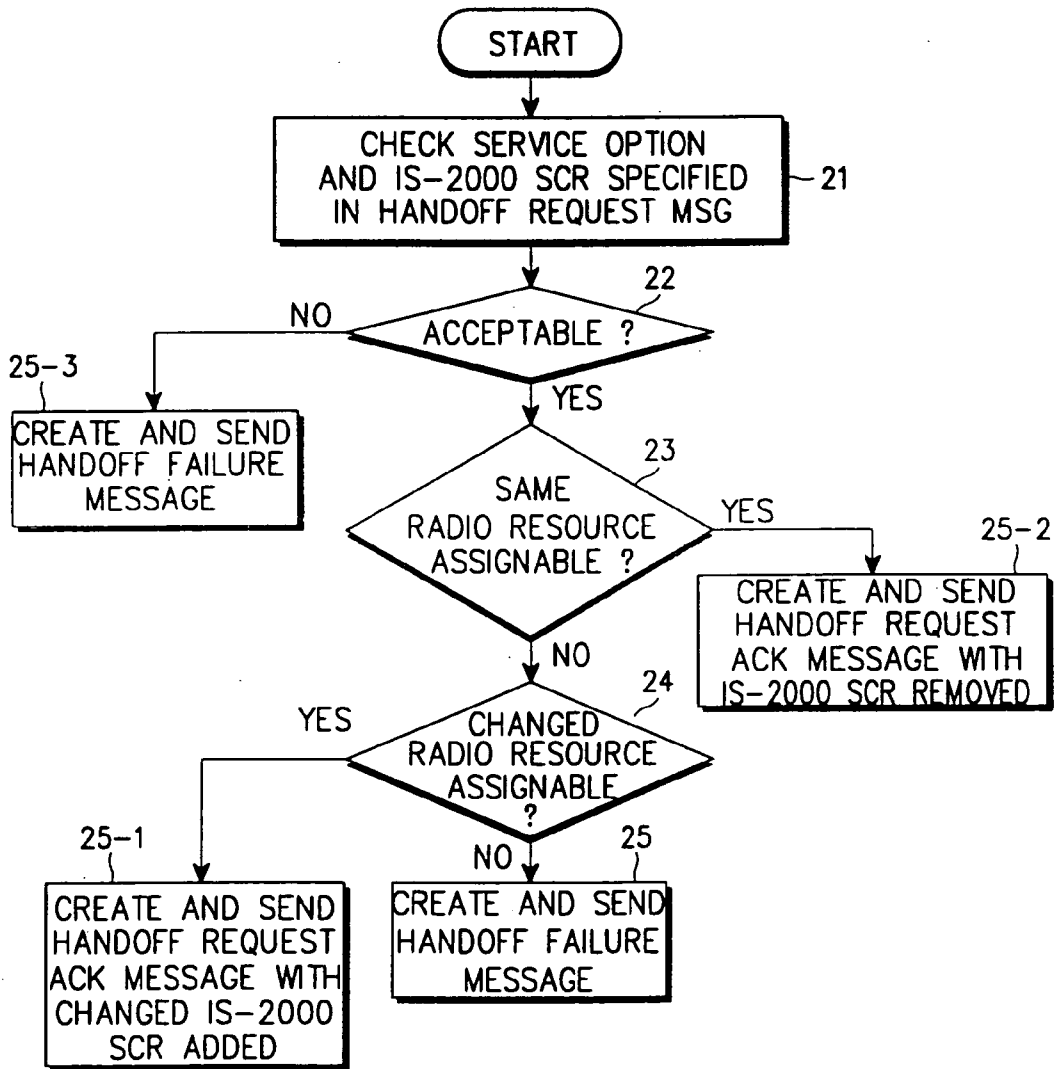 START
CHECK SERVICE OPTION
AND IS-2000 SCR SPECIFIED
IN HANDOFF REQUEST MSG
21
22
NO
ACCEPTABLE ?
25-3
YES
CREATE AND SEND
HANDOFF FAILURE
MESSAGE
23
SAME
RADIO RESOURCE
ASSIGNABLE ?
YES
25-2
CREATE AND SEND
HANDOFF REQUEST
ACK MESSAGE WITH
IS-2000 SCR REMOVED
NO
24
YES
CHANGED
RADIO RESOURCE
ASSIGNABLE
?
25-1
NO
25
CREATE AND SEND
HANDOFF REQUEST
ACK MESSAGE WITH
CHANGED IS-2000
SCR ADDED
CREATE AND SEND
HANDOFF FAILURE
MESSAGE